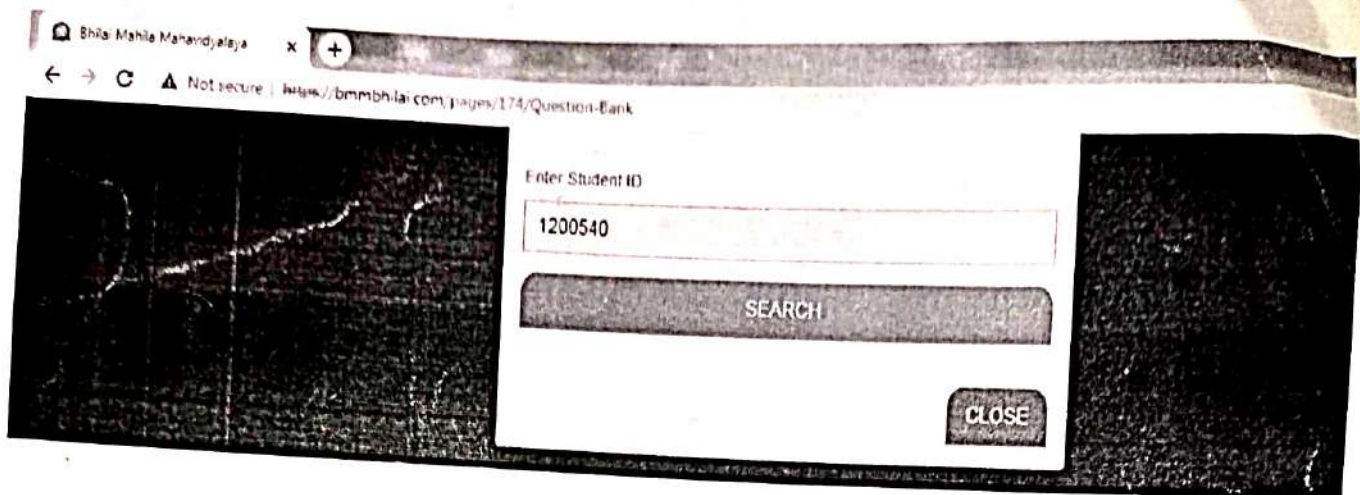 Bhilai Mahila Mahavidyalaya × +
← → C ▲ Not secure | https://bmmbhilai.com/pages/174/Question-Bank
Enter Student ID
1200540
SEARCH
CLOSE